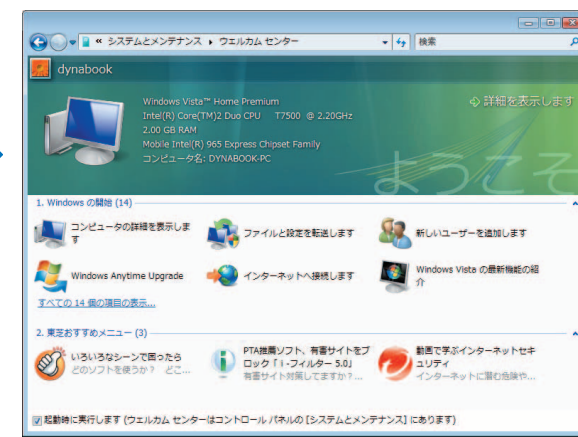 « システムとメンテナンス ▸ ウェルカム センター
検索
dynabook
Windows Vista™ Home Premium
Intel(R) Core(TM)2 Duo CPU T7500 @ 2.20GHz
2.00 GB RAM
Mobile Intel(R) 965 Express Chipset Family
コンピュータ名: DYNABOOK-PC
詳細を表示します
ようこそ
1. Windows の開始 (14)
コンピュータの詳細を表示しま
す
ファイルと設定を転送します
新しいユーザーを追加します
Windows Anytime Upgrade
インターネットへ接続します
Windows Vista の最新機能の紹
介
すべての 14 個の項目の表示...
2. 東芝おすすめメニュー (3)
いろいろなシーンで困ったら
どのソフトを使うか？ どこ...
PTA推薦ソフト、有害サイトをブ
ロック「i-フィルター 5.0」
有害サイト対策してますか？...
動画で学ぶインターネットセキ
ュリティ
インターネットに潜む危険や...
起動時に実行します (ウェルカム センターはコントロール パネルの [システムとメンテナンス] にあります)